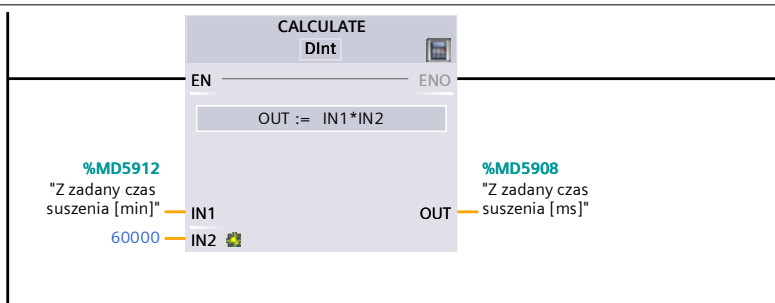 CALCULATE
DInt
EN
ENO
OUT := IN1*IN2
%MD5912
"Z zadany czas
suszenia [min]"
IN1
60000
IN2
%MD5908
"Z zadany czas
suszenia [ms]"
OUT